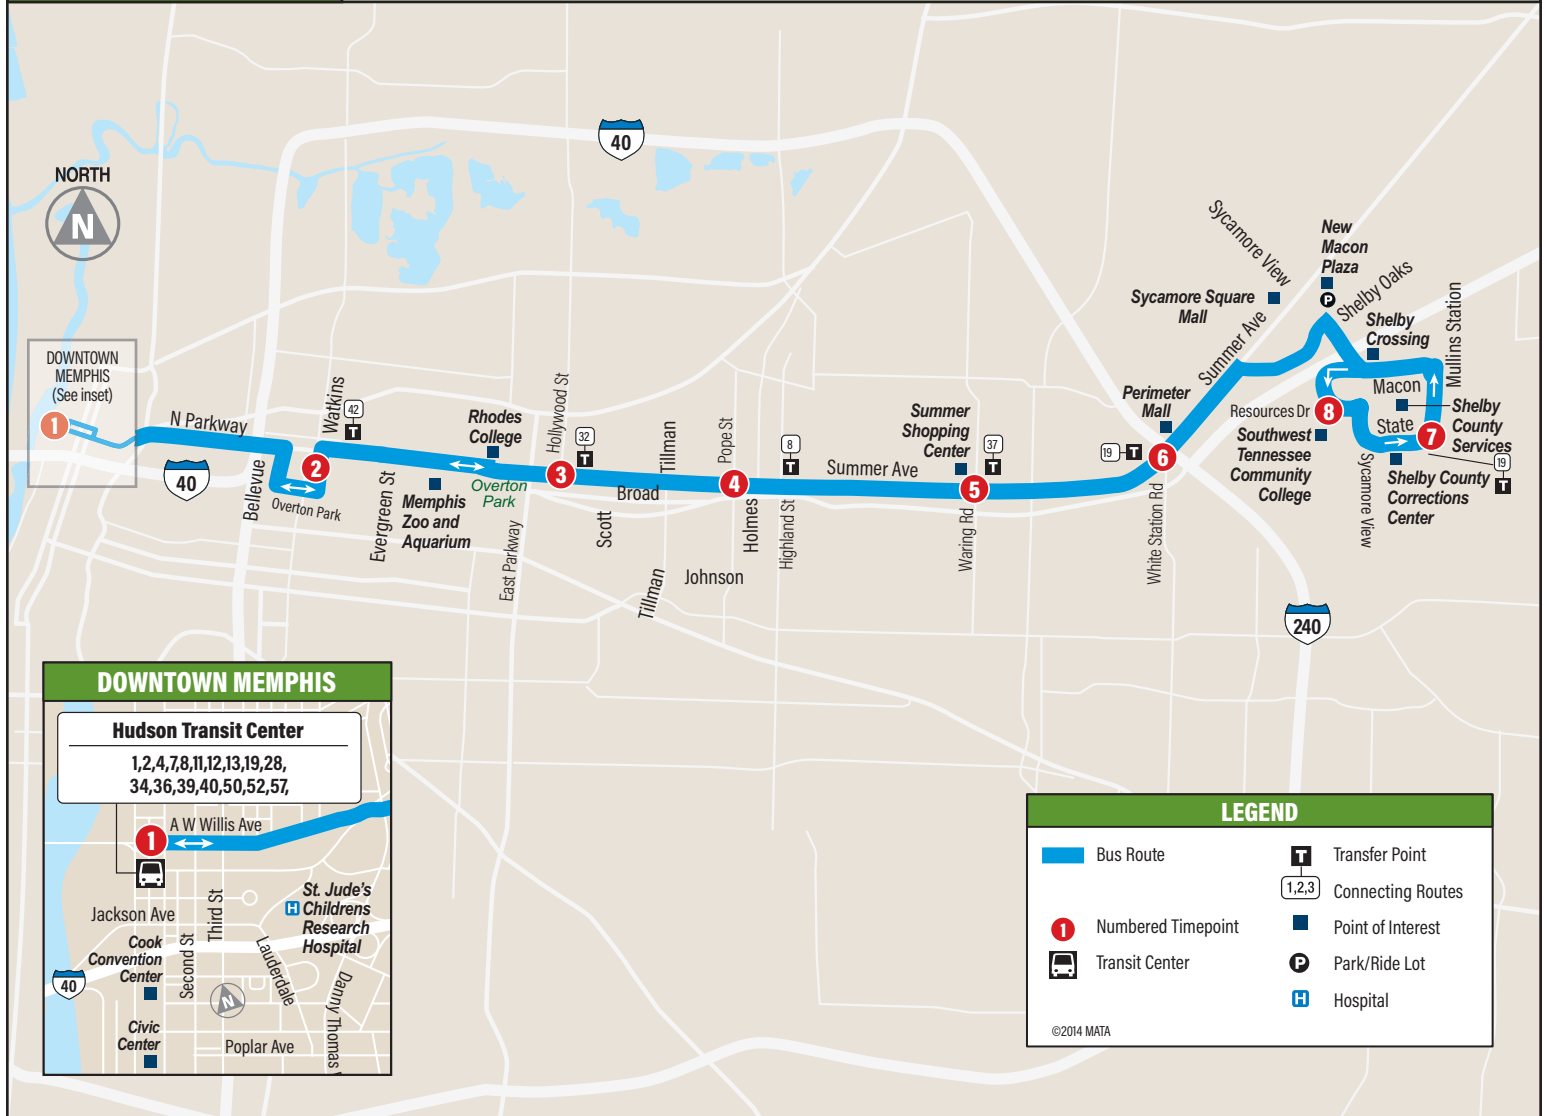 40
NORTH
N
Sycamore View
New
Macon
Plaza
P
Shelby Oaks
Sycamore Square
Mall
Summer Ave
Shelby
Crossing
Mullins Station
DOWNTOWN
MEMPHIS
(See inset)
1
N Parkway
40
Bellevue
2
Overton Park
Watkins
42
T
Evergreen St
Memphis
Zoo and
Aquarium
Rhodes
College
Overton
Park
East Parkway
Hollywood St
3
32
T
Scott
Broad
Tillman
Tillman
Johnson
Pope St
4
Holmes
8
T
Highland St
Summer Ave
Summer
Shopping
Center
37
T
5
Waring Rd
Perimeter
Mall
19
T
6
White Station Rd
Macon
Resources Dr
8
State
7
Shelby
County
Services
Southwest
Tennessee
Community
College
Sycamore View
Shelby County
Corrections
Center
19
T
240
DOWNTOWN MEMPHIS
Hudson Transit Center
1,2,4,7,8,11,12,13,19,28,
34,36,39,40,50,52,57,
1
A W Willis Ave
Jackson Ave
Third St
Second St
H
St. Jude's
Childrens
Research
Hospital
Cook
Convention
Center
40
Lauderdale
Danny Thomas
N
Civic
Center
Poplar Ave
LEGEND
Bus Route
T
Transfer Point
1,2,3
Connecting Routes
1
Numbered Timepoint
Point of Interest
Transit Center
P
Park/Ride Lot
H
Hospital
©2014 MATA